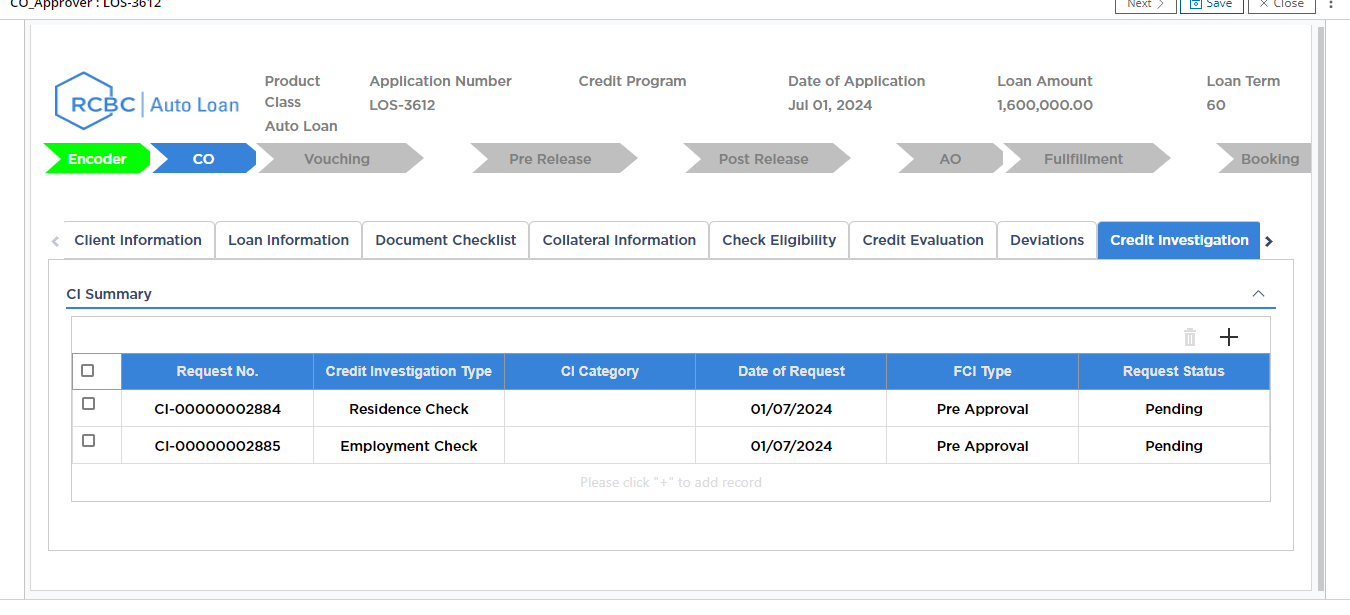 CO_Approver : LOS-3612
Next
Save
Close
RCBC Auto Loan
Product Class
Auto Loan
Application Number
LOS-3612
Credit Program
Date of Application
Jul 01, 2024
Loan Amount
1,600,000.00
Loan Term
60
Encoder
CO
Vouching
Pre Release
Post Release
AO
Fullfillment
Booking
Client Information
Loan Information
Document Checklist
Collateral Information
Check Eligibility
Credit Evaluation
Deviations
Credit Investigation
CI Summary
Request No. Credit Investigation Type CI Category Date of Request FCI Type Request Status
CI-00000002884 Residence Check 01/07/2024 Pre Approval Pending
CI-00000002885 Employment Check 01/07/2024 Pre Approval Pending
Please click "+" to add record